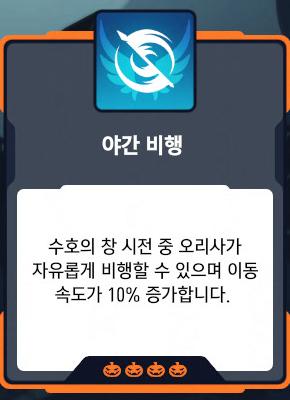 야간 비행
수호의 창 시전 중 오리사가
자유롭게 비행할 수 있으며 이동
속도가 10% 증가합니다.